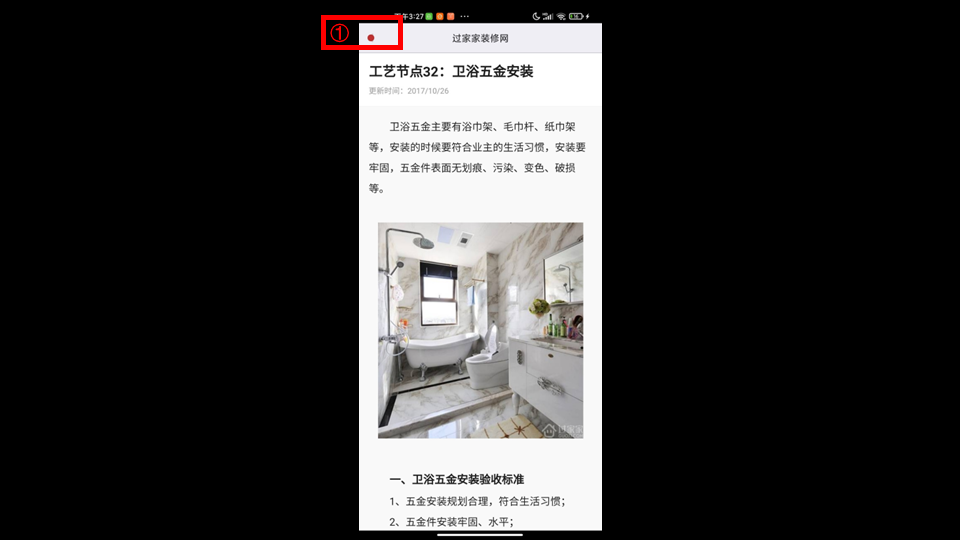 下午3:27
①
过家家装修网
工艺节点32：卫浴五金安装
更新时间：2017/10/26
卫浴五金主要有浴巾架、毛巾杆、纸巾架
等，安装的时候要符合业主的生活习惯，安装要
牢固，五金件表面无划痕、污染、变色、破损
等。
过家家
一、卫浴五金安装验收标准
1、五金安装规划合理，符合生活习惯；
2、五金件安装牢固、水平；